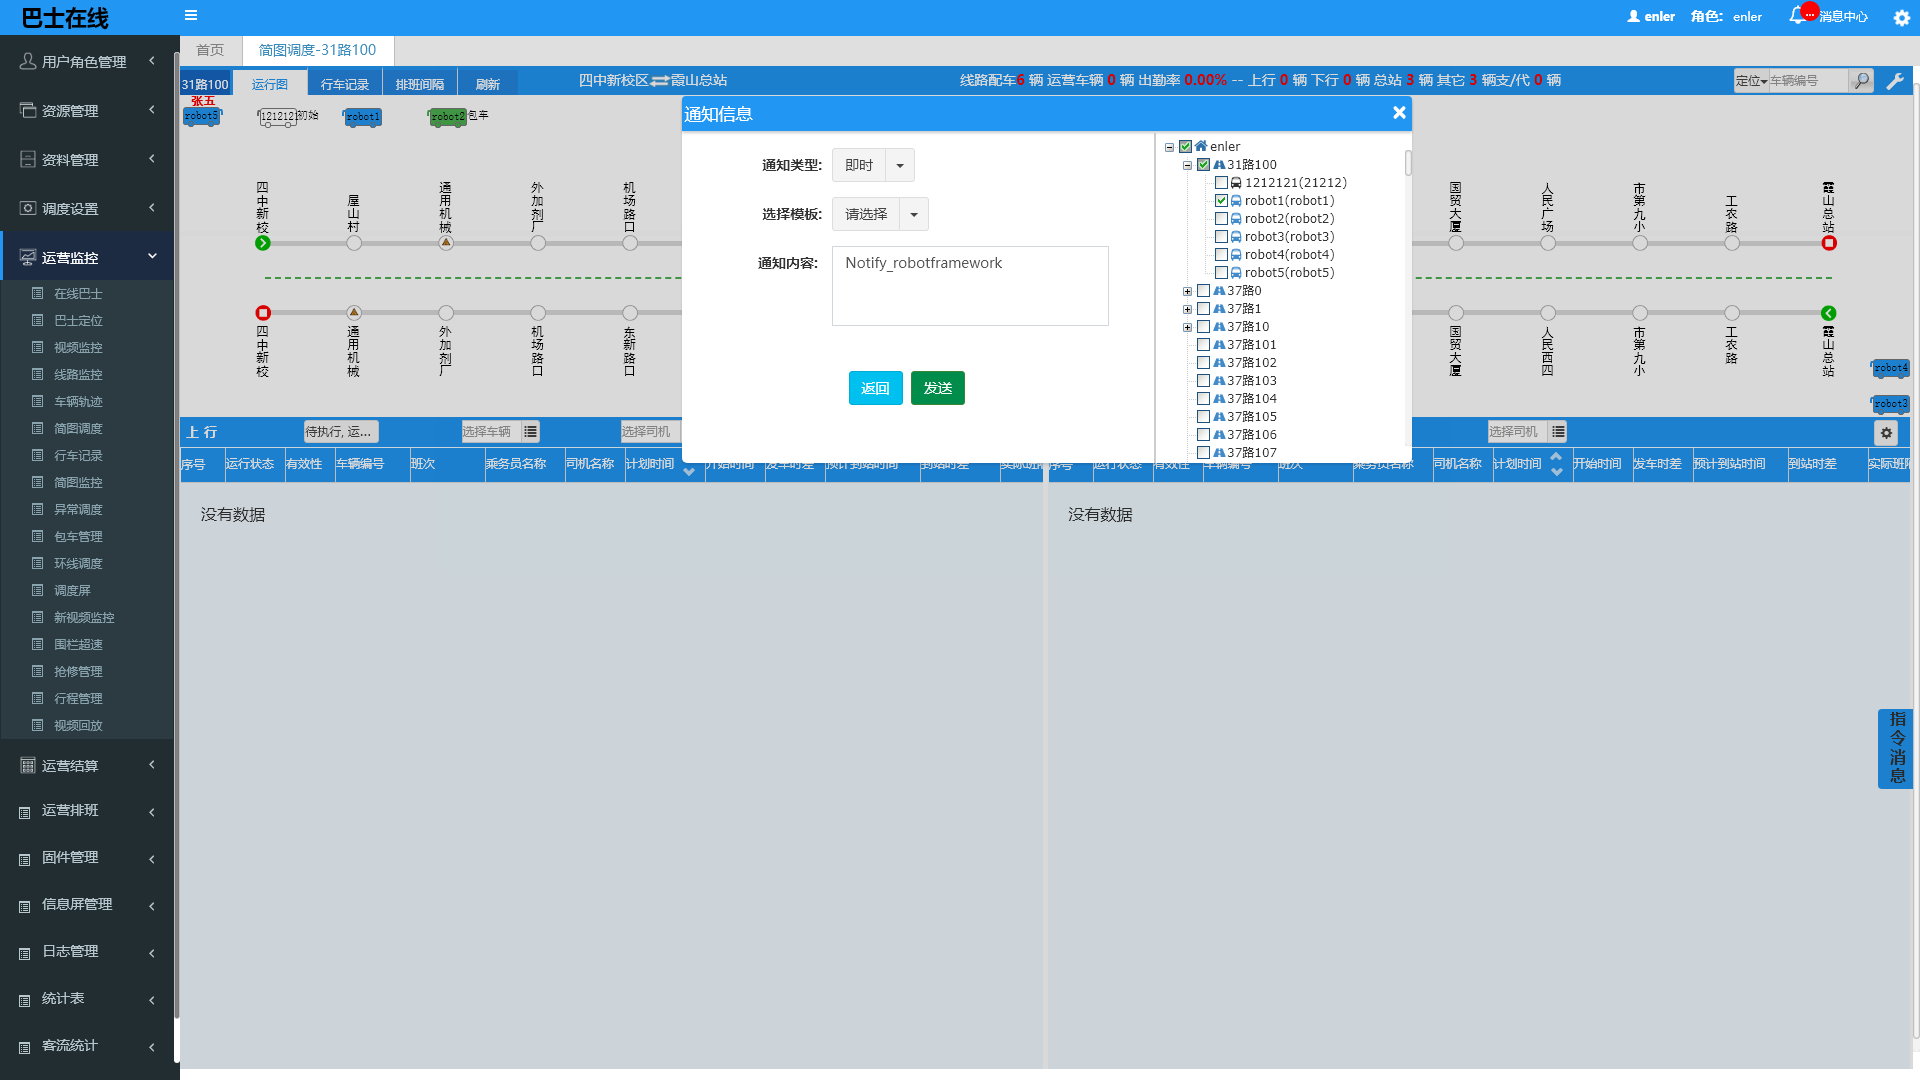 巴士在线
enler 角色: enler ... 消息中心
用户角色管理
资源管理
资料管理
调度设置
运营监控
在线巴士
巴士定位
视频监控
线路监控
车辆轨迹
简图调度
行车记录
简图监控
异常调度
包车管理
环线调度
调度屏
新视频监控
围栏超速
抢修管理
行程管理
视频回放
运营结算
运营排班
固件管理
信息屏管理
日志管理
统计表
客流统计
首页 简图调度-31路100
31路100 运行图 行车记录 排班间隔 刷新
四中新校区 霞山总站
线路配车6 辆 运营车辆 0 辆 出勤率 0.00% -- 上行 0 辆 下行 0 辆 总站 3 辆 其它 3 辆支/代 0 辆
定位 车辆编号
张五
robot5 1212121初始 robot1 robot2 包车
四中新校
屋山村
通用机械
外加剂厂
机场路口
国贸大厦
人民广场
市第九小
工农路
霞山总站
四中新校
通用机械
外加剂厂
机场路口
东新路口
国贸大厦
人民西四
市第九小
工农路
霞山总站
robot4
robot3
通知信息
通知类型: 即时
选择模板: 请选择
通知内容: Notify_robotframework
返回 发送
enler
31路100
1212121(21212)
robot1(robot1)
robot2(robot2)
robot3(robot3)
robot4(robot4)
robot5(robot5)
37路0
37路1
37路10
37路101
37路102
37路103
37路104
37路105
37路106
37路107
上行 待执行, 运... 选择车辆 选择司机
选择司机
序号 运行状态 有效性 车辆编号 班次 乘务员名称 司机名称 计划时间 开始时间 发车时差 预计到站时间 到站时差 实际班
序号 运行状态 有效性 车辆编号 班次 乘务员名称 司机名称 计划时间 开始时间 发车时差 预计到站时间 到站时差 实际班
没有数据
没有数据
指令消息